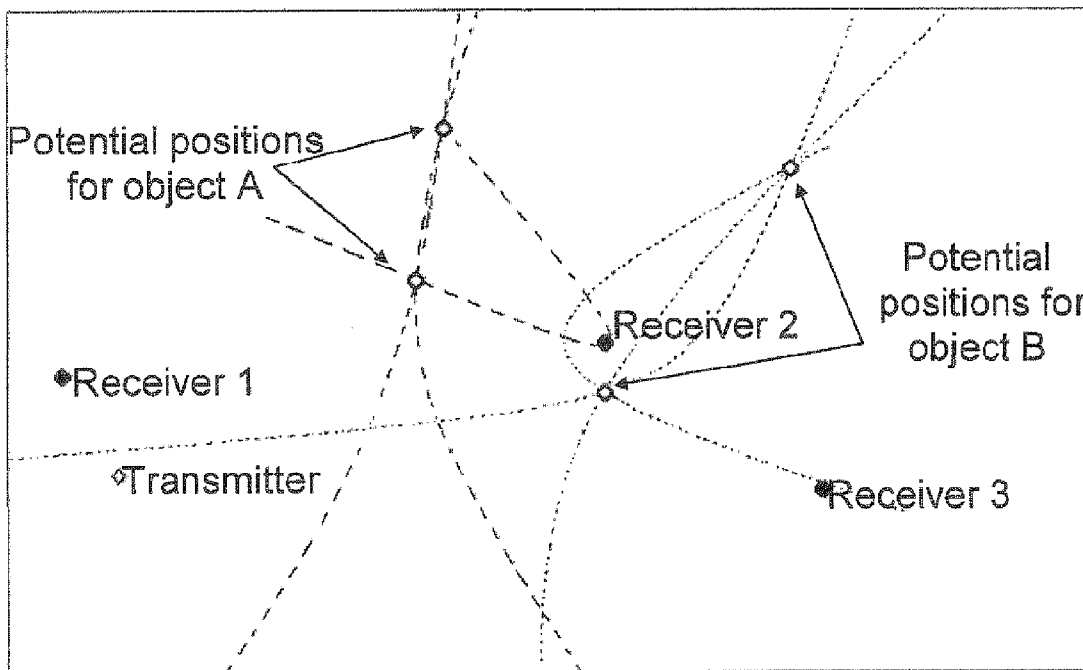 Potential positions
for object A
Potential
positions for
object B
Receiver 2
Receiver 1
Transmitter
Receiver 3